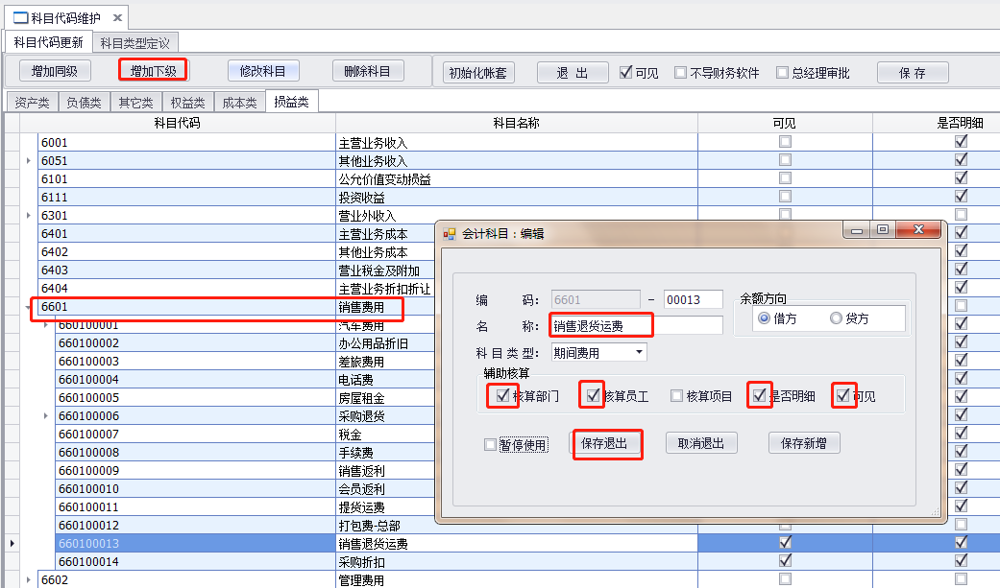 科目代码维护
科目代码更新 科目类型定议
增加同级 增加下级 修改科目 删除科目 初始化帐套 退 出 可见 不导财务软件 总经理审批 保 存
资产类 负债类 其它类 权益类 成本类 损益类
科目代码 科目名称 可见 是否明细
6001 主营业务收入
6051 其他业务收入
6101 公允价值变动损益
6111 投资收益
6301 营业外收入
6401 主营业务成本
6402 其他业务成本
6403 营业税金及附加
6404 主营业务折扣折让
6601 销售费用
660100001 汽车费用
660100002 办公用品折旧
660100003 差旅费用
660100004 电话费
660100005 房屋租金
660100006 采购退货
660100007 税金
660100008 手续费
660100009 销售返利
660100010 会员返利
660100011 提货运费
660100012 打包费-总部
660100013 销售退货运费
660100014 采购折扣
6602 管理费用
会计科目：编辑
编 码: 6601 - 00013
余额方向
借方 贷方
名 称: 销售退货运费
科目类型: 期间费用
辅助核算
核算部门 核算员工 核算项目 是否明细 可见
暂停使用 保存退出 取消退出 保存新增